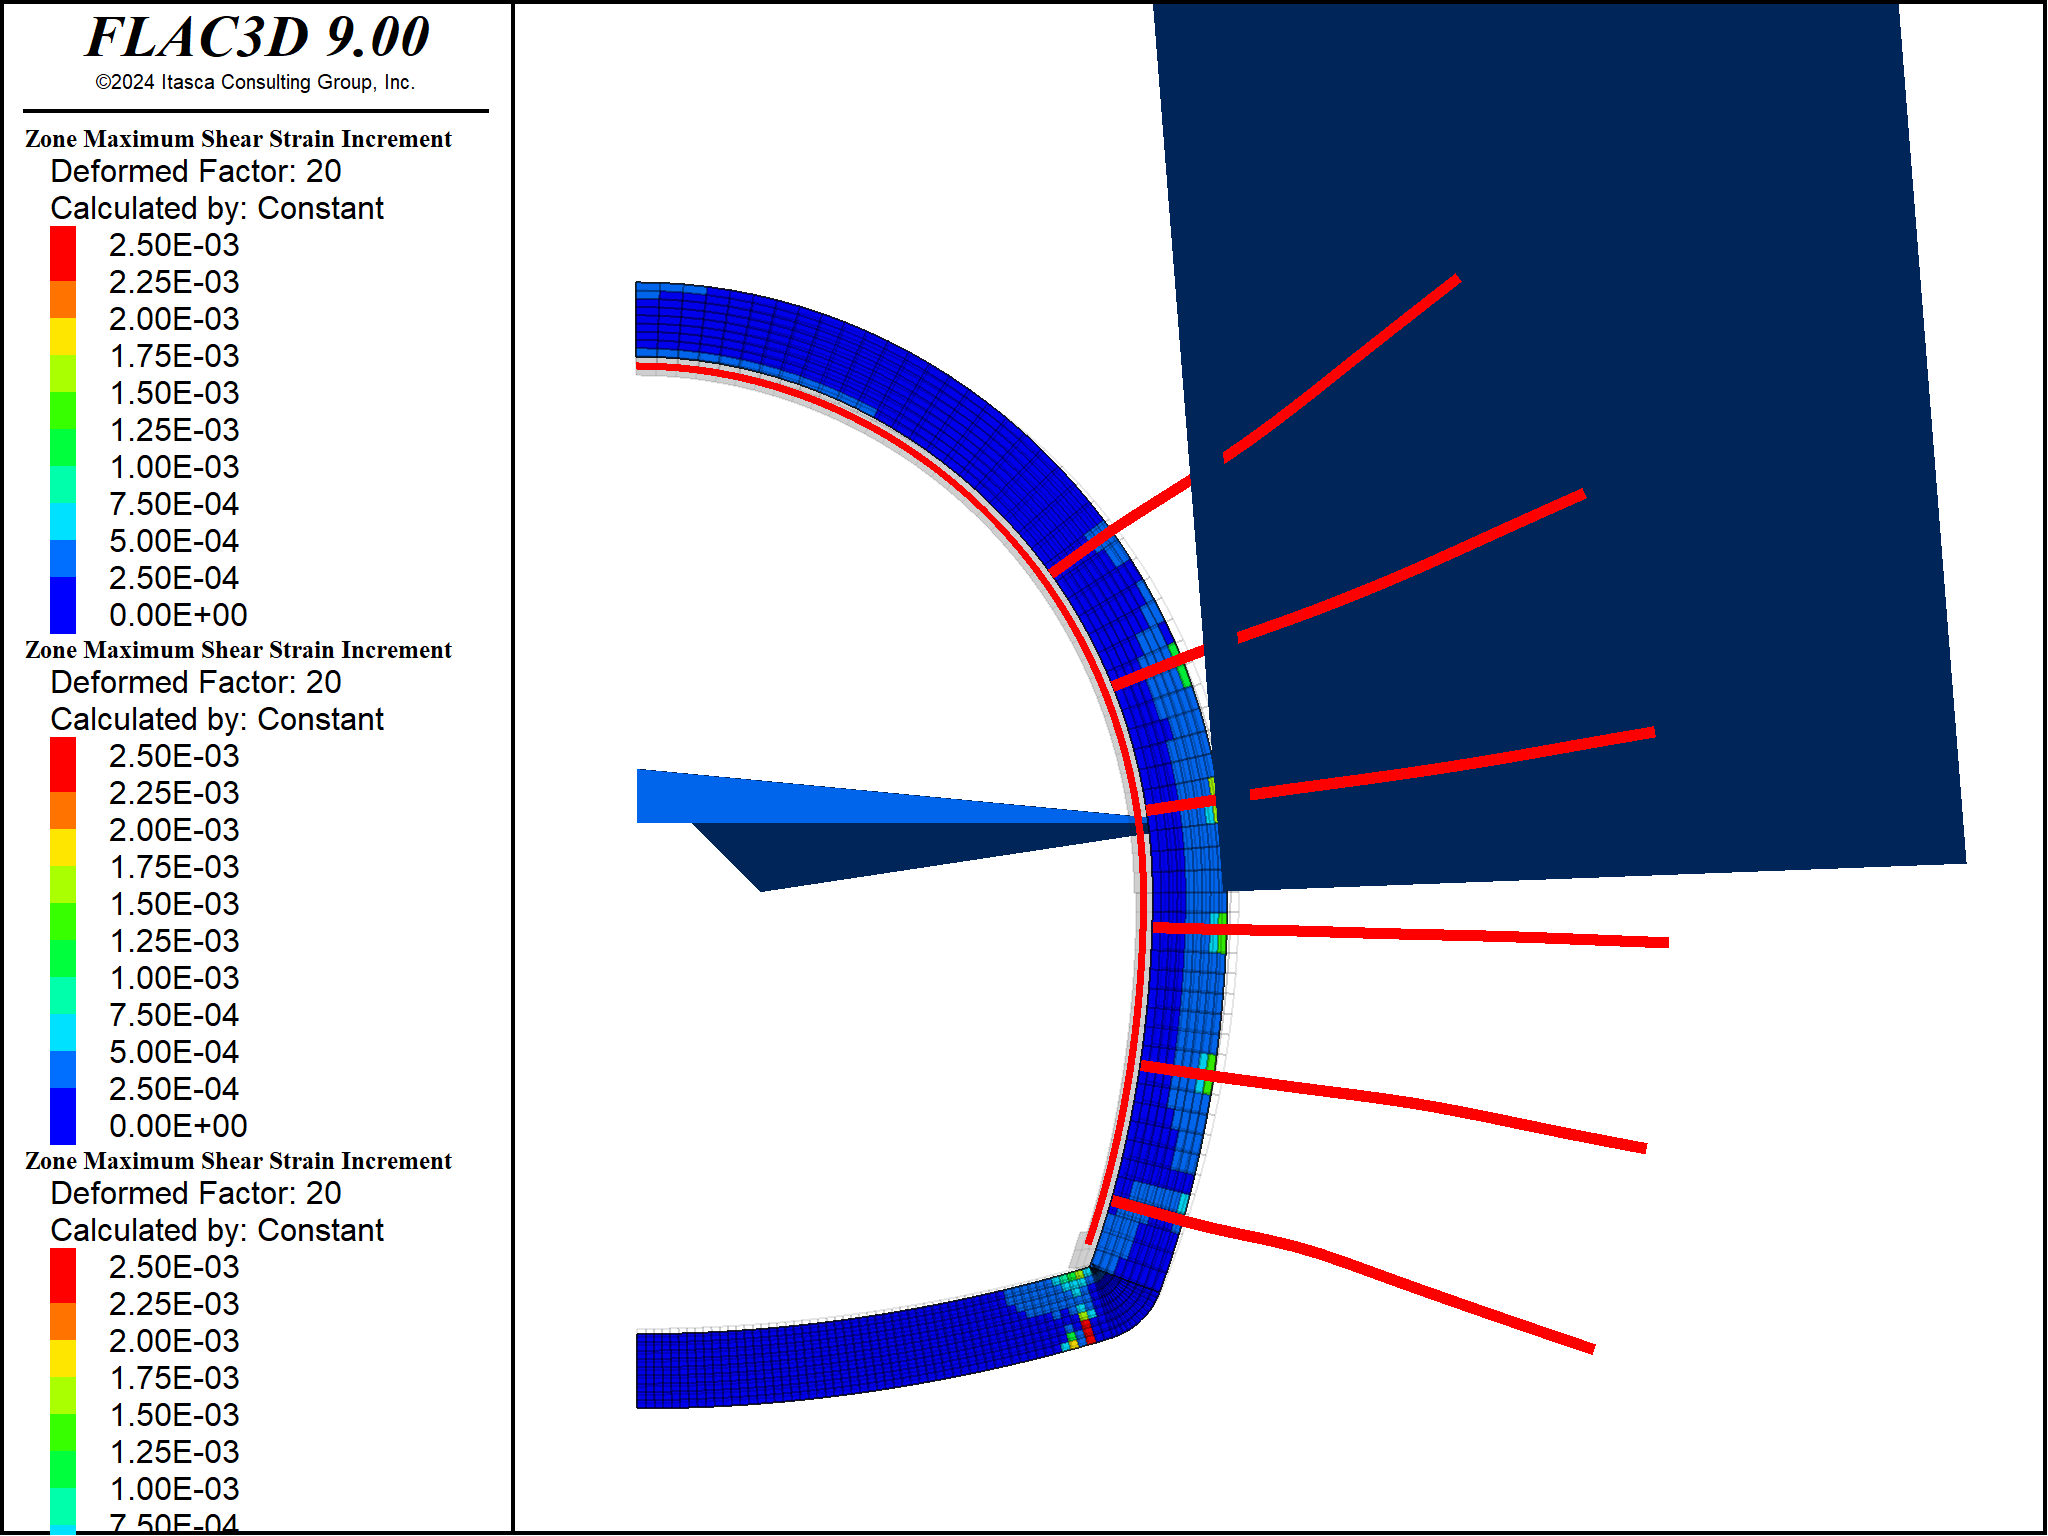 FLAC3D 9.00
©2024 Itasca Consulting Group, Inc.
Zone Maximum Shear Strain Increment
Deformed Factor: 20
Calculated by: Constant
2.50E-03
2.25E-03
2.00E-03
1.75E-03
1.50E-03
1.25E-03
1.00E-03
7.50E-04
5.00E-04
2.50E-04
0.00E+00
Zone Maximum Shear Strain Increment
Deformed Factor: 20
Calculated by: Constant
2.50E-03
2.25E-03
2.00E-03
1.75E-03
1.50E-03
1.25E-03
1.00E-03
7.50E-04
5.00E-04
2.50E-04
0.00E+00
Zone Maximum Shear Strain Increment
Deformed Factor: 20
Calculated by: Constant
2.50E-03
2.25E-03
2.00E-03
1.75E-03
1.50E-03
1.25E-03
1.00E-03
7.50E-04